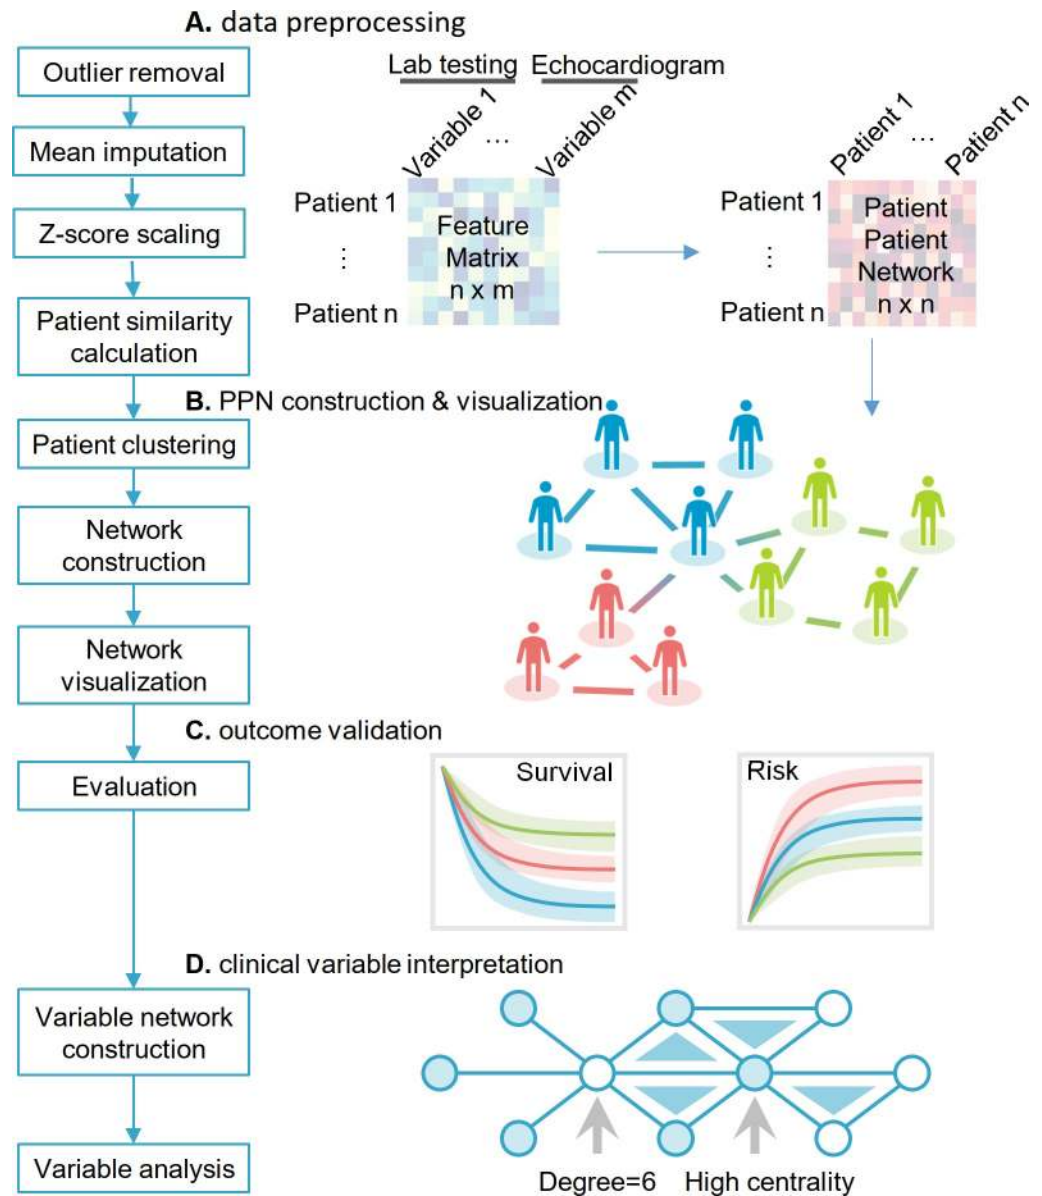 A. data preprocessing
Outlier removal
Mean imputation
Z-score scaling
Patient similarity
calculation
Lab testing
Echocardiogram
Variable 1
...
Variable m
Patient 1
⋮
Patient n
Feature
Matrix
n x m
Patient 1
...
Patient n
Patient 1
⋮
Patient n
Patient
Patient
Network
n x n
B. PPN construction & visualization
Patient clustering
Network
construction
Network
visualization
C. outcome validation
Evaluation
Survival
Risk
D. clinical variable interpretation
Variable network
construction
Variable analysis
Degree=6
High centrality